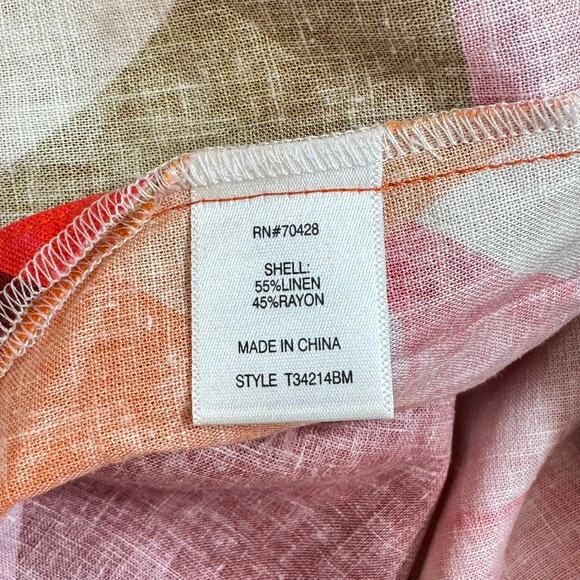 RN#70428
SHELL:
55%LINEN
45%RAYON
MADE IN CHINA
STYLE T34214BM